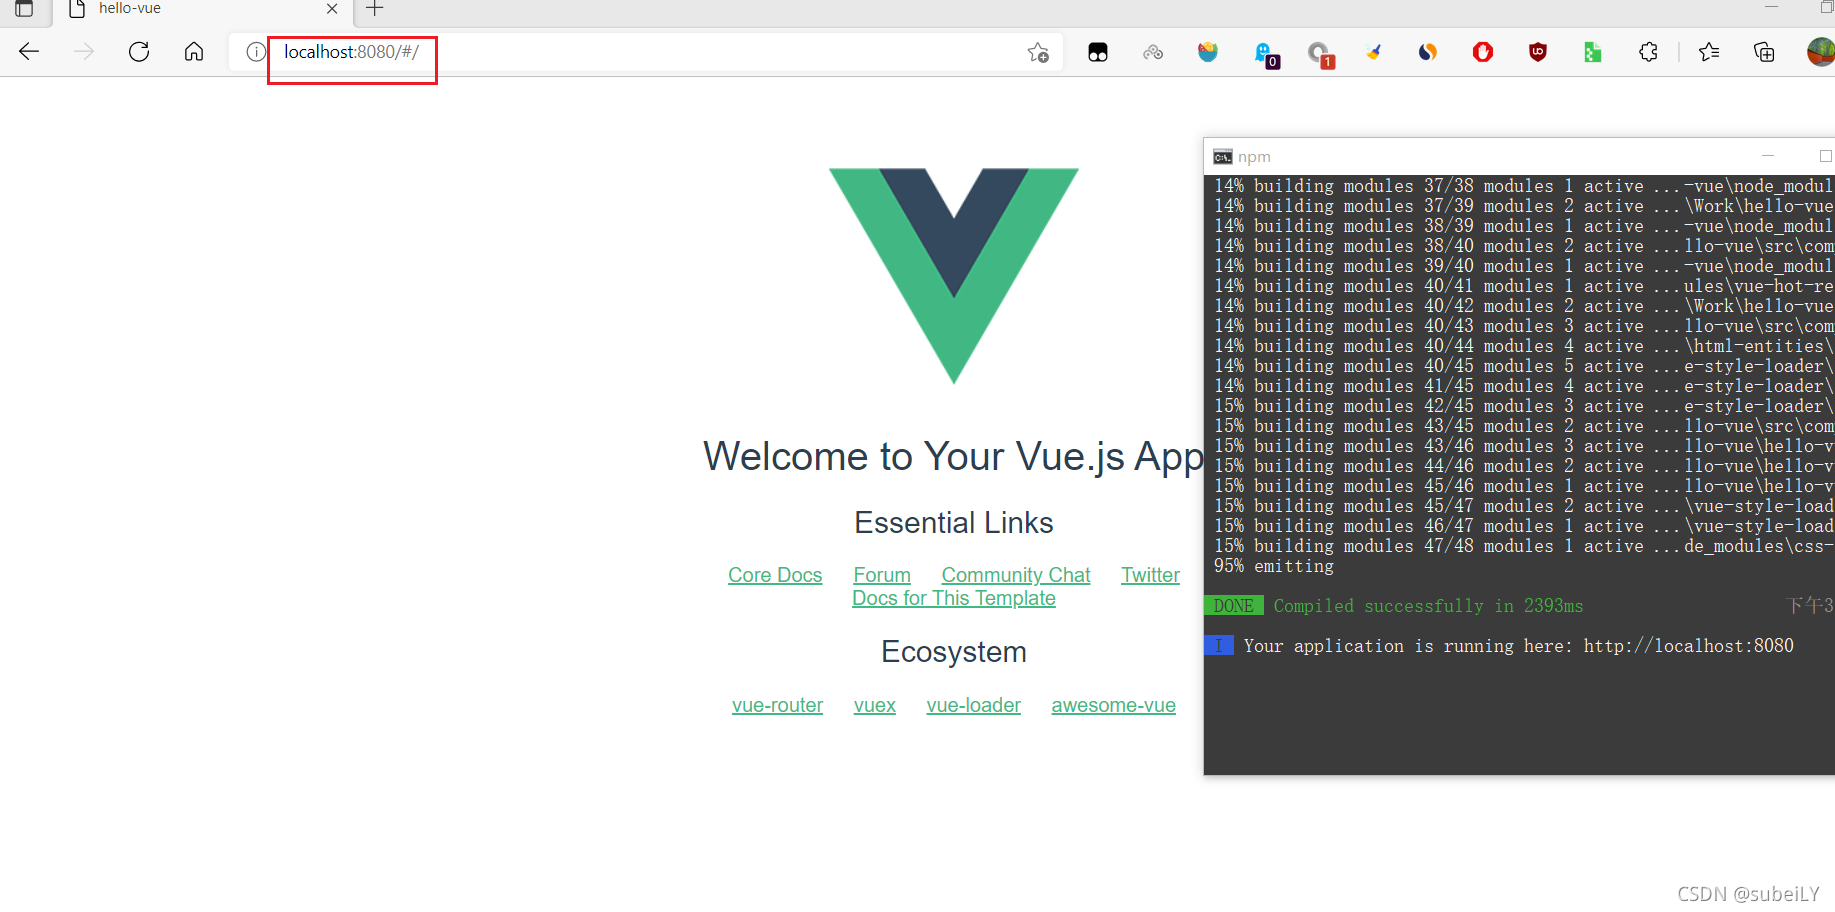 hello-vue
localhost:8080/#/
0
1
Welcome to Your Vue.js App
Essential Links
Core Docs Forum Community Chat Twitter
Docs for This Template
Ecosystem
vue-router vuex vue-loader awesome-vue
npm
14% building modules 37/38 modules 1 active ...-vue\node_modul
14% building modules 37/39 modules 2 active ...\Work\hello-vue
14% building modules 38/39 modules 1 active ...-vue\node_modul
14% building modules 38/40 modules 2 active ...llo-vue\src\com
14% building modules 39/40 modules 1 active ...-vue\node_modul
14% building modules 40/41 modules 1 active ...ules\vue-hot-re
14% building modules 40/42 modules 2 active ...\Work\hello-vue
14% building modules 40/43 modules 3 active ...llo-vue\src\com
14% building modules 40/44 modules 4 active ...\html-entities\
14% building modules 40/45 modules 5 active ...e-style-loader\
14% building modules 41/45 modules 4 active ...e-style-loader\
15% building modules 42/45 modules 3 active ...e-style-loader\
15% building modules 43/45 modules 2 active ...llo-vue\src\com
15% building modules 43/46 modules 3 active ...llo-vue\hello-v
15% building modules 44/46 modules 2 active ...llo-vue\hello-v
15% building modules 45/46 modules 1 active ...llo-vue\hello-v
15% building modules 45/47 modules 2 active ...\vue-style-load
15% building modules 46/47 modules 1 active ...\vue-style-load
15% building modules 47/48 modules 1 active ...de_modules\css-
95% emitting
DONE Compiled successfully in 2393ms 下午3
I Your application is running here: http://localhost:8080
CSDN @subeiLY